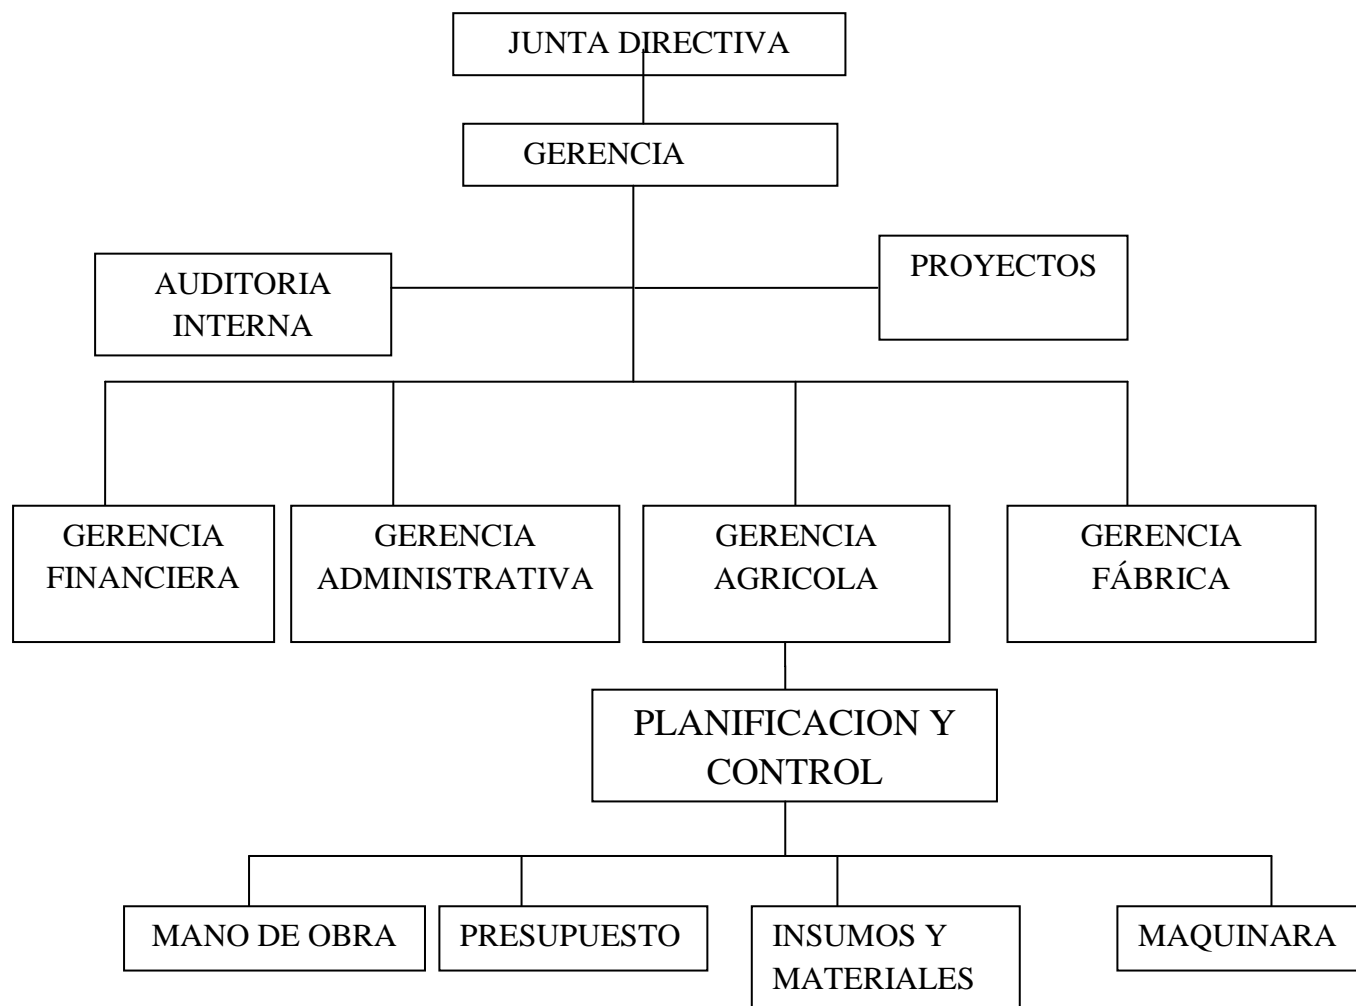 JUNTA DIRECTIVA
GERENCIA
AUDITORIA
INTERNA
PROYECTOS
GERENCIA
FINANCIERA
GERENCIA
ADMINISTRATIVA
GERENCIA
AGRICOLA
GERENCIA
FÁBRICA
PLANIFICACION Y
CONTROL
MANO DE OBRA
PRESUPUESTO
INSUMOS Y
MATERIALES
MAQUINARA